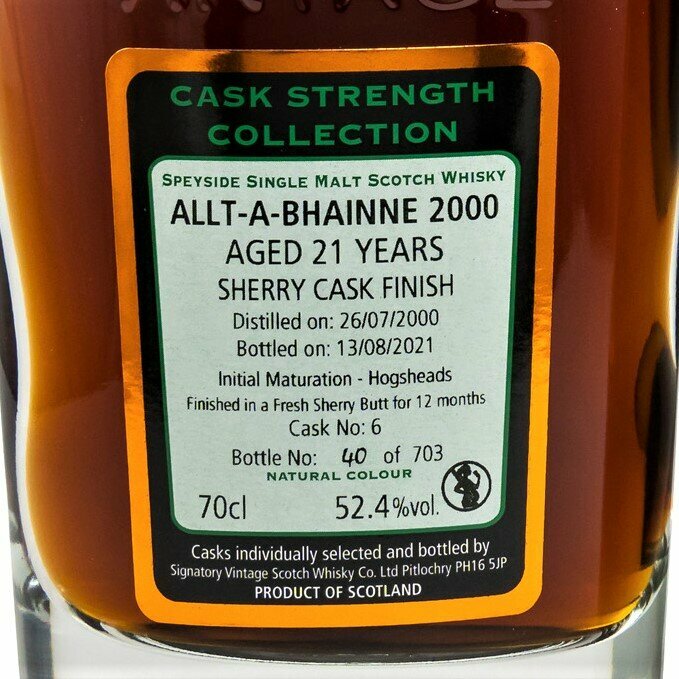 VINTAGE
CASK STRENGTH
COLLECTION
SPEYSIDE SINGLE MALT SCOTCH WHISKY
ALLT-A-BHAINNE 2000
AGED 21 YEARS
SHERRY CASK FINISH
Distilled on: 26/07/2000
Bottled on: 13/08/2021
Initial Maturation - Hogsheads
Finished in a Fresh Sherry Butt for 12 months
Cask No: 6
Bottle No: 40 of 703
NATURAL COLOUR
70cl 52.4%vol.
Casks individually selected and bottled by
Signatory Vintage Scotch Whisky Co. Ltd Pitlochry PH16 5JP
PRODUCT OF SCOTLAND